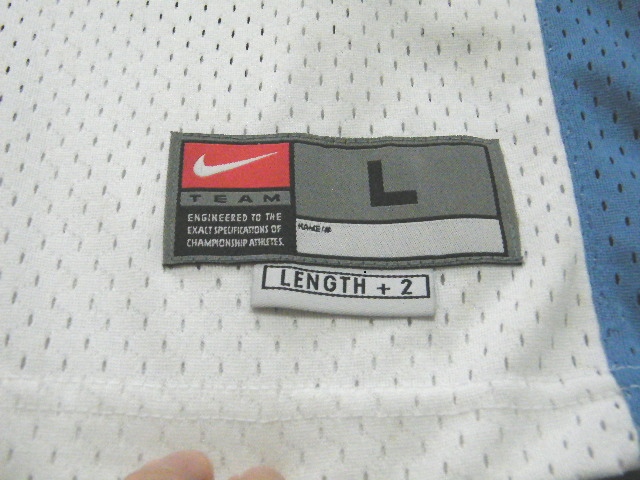 TEAM
ENGINEERED TO THE
EXACT SPECIFICATIONS OF
CHAMPIONSHIP ATHLETES.
L
NAME/#
LENGTH + 2